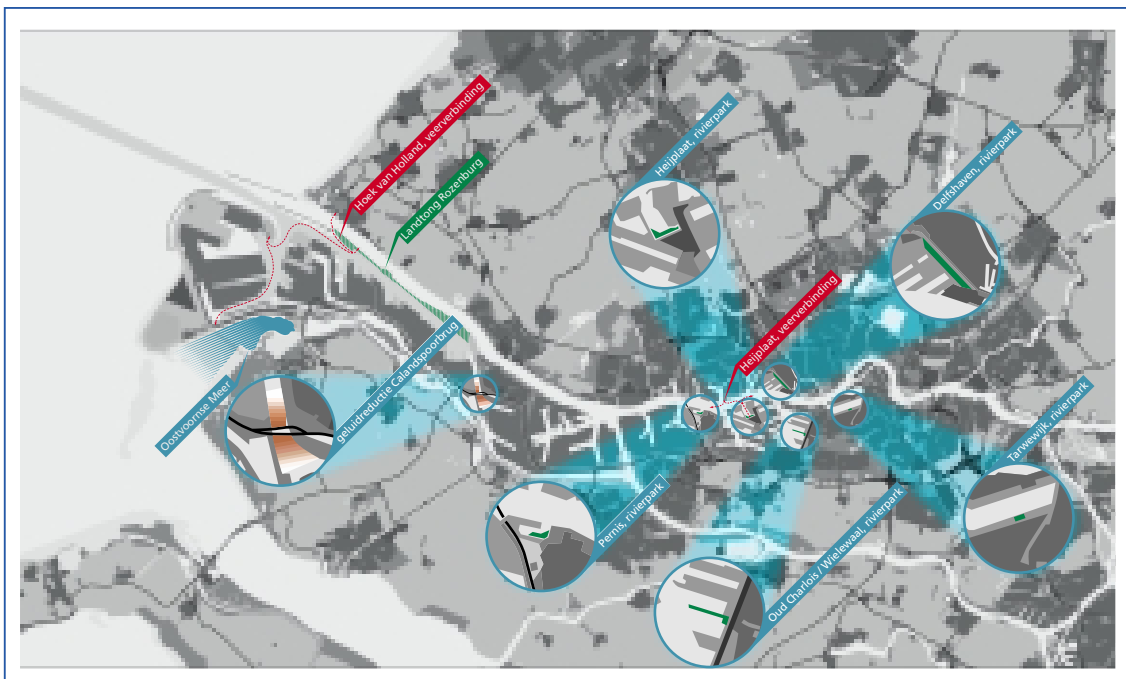 Hoek van Holland, veerverbinding
Landtong Rozenburg
Heijplaat, rivierpark
Delfshaven, rivierpark
Heijplaat, veerverbinding
geluidreductie Calandspoorbrug
Oostvoornse Meer
Tarwewijk, rivierpark
Pernis, rivierpark
Oud Charlois / Wielewaal, rivierpark